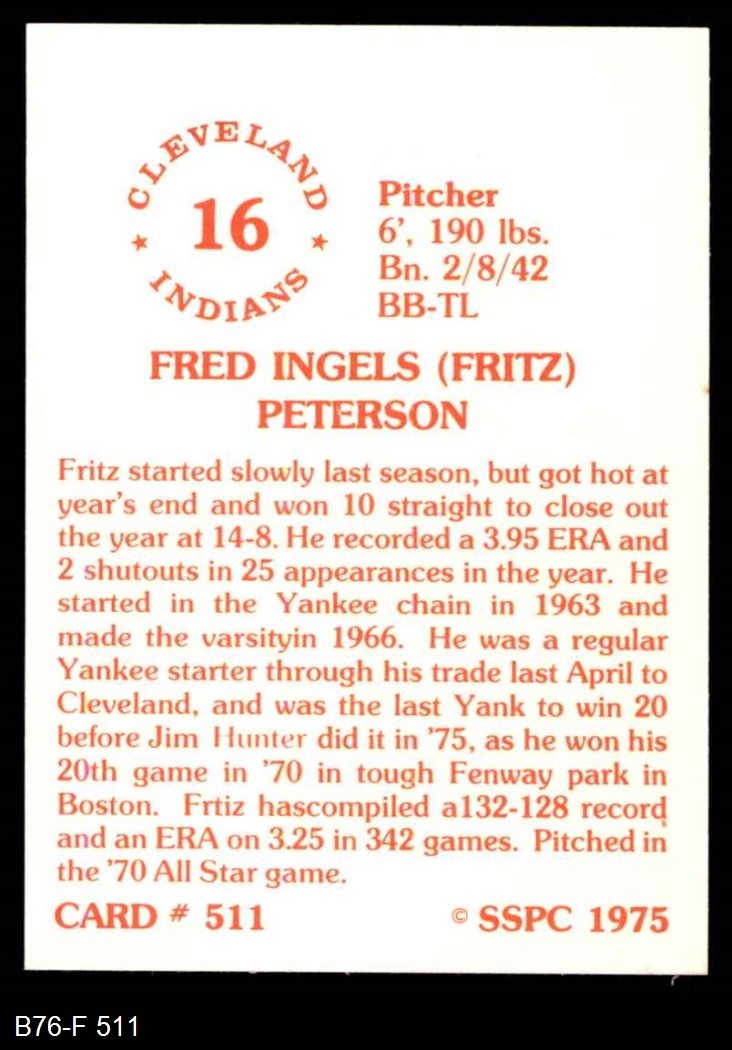 CLEVELAND
16
INDIANS
Pitcher
6', 190 lbs.
Bn. 2/8/42
BB-TL
FRED INGELS (FRITZ)
PETERSON
Fritz started slowly last season, but got hot at
year's end and won 10 straight to close out
the year at 14-8. He recorded a 3.95 ERA and
2 shutouts in 25 appearances in the year. He
started in the Yankee chain in 1963 and
made the varsityin 1966. He was a regular
Yankee starter through his trade last April to
Cleveland, and was the last Yank to win 20
before Jim Hunter did it in '75, as he won his
20th game in '70 in tough Fenway park in
Boston. Frtiz hascompiled a132-128 record
and an ERA on 3.25 in 342 games. Pitched in
the '70 All Star game.
CARD # 511 © SSPC 1975
B76-F 511